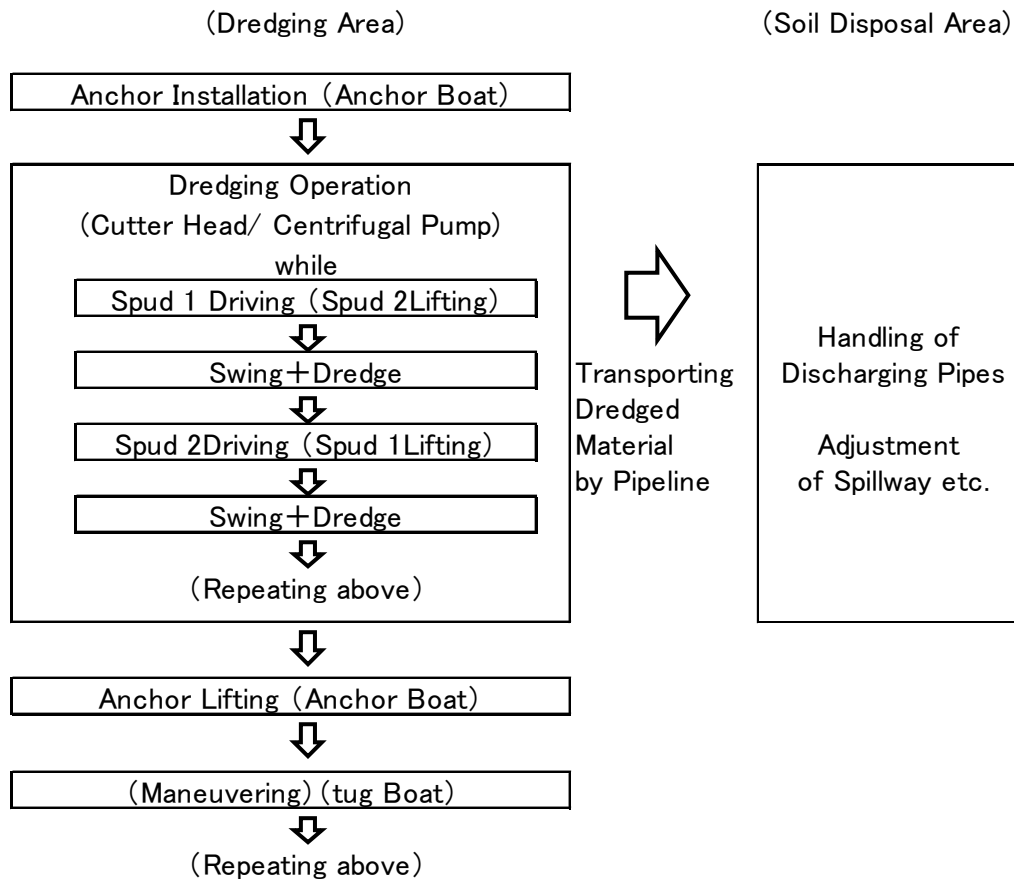 (Dredging Area)
(Soil Disposal Area)
Anchor Installation (Anchor Boat)
Dredging Operation
(Cutter Head/ Centrifugal Pump)
while
Spud 1 Driving (Spud 2Lifting)
Swing+Dredge
Spud 2Driving (Spud 1Lifting)
Swing+Dredge
(Repeating above)
Transporting
Dredged
Material
by Pipeline
Handling of
Discharging Pipes
Adjustment
of Spillway etc.
Anchor Lifting (Anchor Boat)
(Maneuvering) (tug Boat)
(Repeating above)